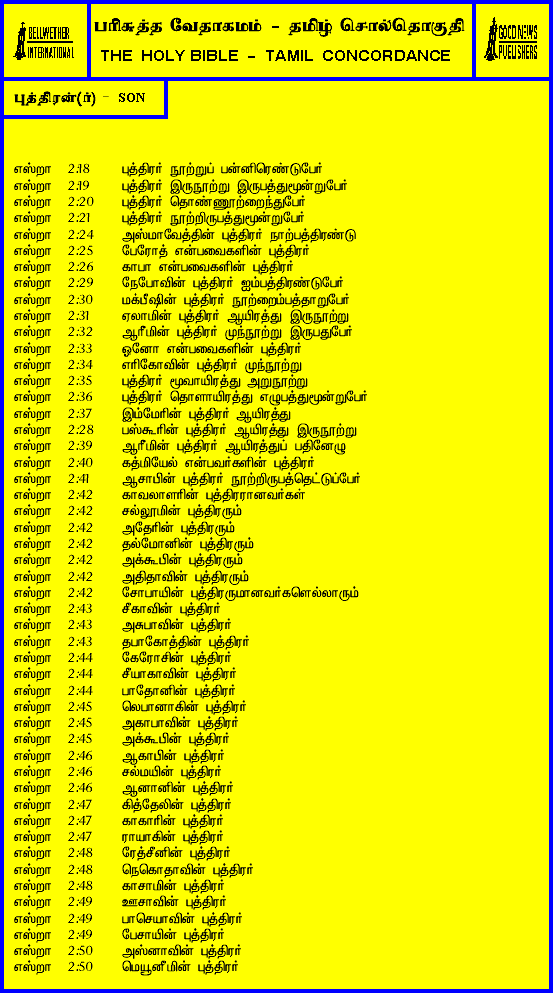 BELLWETHER
INTERNATIONAL
பரிசுத்த வேதாகமம் - தமிழ் சொல்தொகுதி
THE HOLY BIBLE - TAMIL CONCORDANCE
GOOD NEWS
PUBLISHERS
புத்திரன்(ர்) - SON
எஸ்றா 2:18 புத்திரர் நூற்றுப் பன்னிரெண்டுபேர்
எஸ்றா 2:19 புத்திரர் இருநூற்று இருபத்துமூன்றுபேர்
எஸ்றா 2:20 புத்திரர் தொண்ணூற்றைந்துபேர்
எஸ்றா 2:21 புத்திரர் நூற்றிருபத்துமூன்றுபேர்
எஸ்றா 2:24 அஸ்மாவேத்தின் புத்திரர் நாற்பத்திரண்டு
எஸ்றா 2:25 பேரோத் என்பவைகளின் புத்திரர்
எஸ்றா 2:26 காபா என்பவைகளின் புத்திரர்
எஸ்றா 2:29 நேபோவின் புத்திரர் ஐம்பத்திரண்டுபேர்
எஸ்றா 2:30 மக்பீஷின் புத்திரர் நூற்றைம்பத்தாறுபேர்
எஸ்றா 2:31 ஏலாமின் புத்திரர் ஆயிரத்து இருநூற்று
எஸ்றா 2:32 ஆரீமின் புத்திரர் முந்நூற்று இருபதுபேர்
எஸ்றா 2:33 ஓனோ என்பவைகளின் புத்திரர்
எஸ்றா 2:34 எரிகோவின் புத்திரர் முந்நூற்று
எஸ்றா 2:35 புத்திரர் மூவாயிரத்து அறுநூற்று
எஸ்றா 2:36 புத்திரர் தொளாயிரத்து எழுபத்துமூன்றுபேர்
எஸ்றா 2:37 இம்மேரின் புத்திரர் ஆயிரத்து
எஸ்றா 2:28 பஸ்கூரின் புத்திரர் ஆயிரத்து இருநூற்று
எஸ்றா 2:39 ஆரீமின் புத்திரர் ஆயிரத்துப் பதினேழு
எஸ்றா 2:40 கத்மியேல் என்பவர்களின் புத்திரர்
எஸ்றா 2:41 ஆசாபின் புத்திரர் நூற்றிருபத்தெட்டுப்பேர்
எஸ்றா 2:42 காவலாளரின் புத்திரரானவர்கள்
எஸ்றா 2:42 சல்லூமின் புத்திரரும்
எஸ்றா 2:42 அதேரின் புத்திரரும்
எஸ்றா 2:42 தல்மோனின் புத்திரரும்
எஸ்றா 2:42 அக்கூபின் புத்திரரும்
எஸ்றா 2:42 அதிதாவின் புத்திரரும்
எஸ்றா 2:42 சோபாயின் புத்திரருமானவர்களெல்லாரும்
எஸ்றா 2:43 சீகாவின் புத்திரர்
எஸ்றா 2:43 அசுபாவின் புத்திரர்
எஸ்றா 2:43 தபாகோத்தின் புத்திரர்
எஸ்றா 2:44 கேரோசின் புத்திரர்
எஸ்றா 2:44 சீயாகாவின் புத்திரர்
எஸ்றா 2:44 பாதோனின் புத்திரர்
எஸ்றா 2:45 லெபானாகின் புத்திரர்
எஸ்றா 2:45 அகாபாவின் புத்திரர்
எஸ்றா 2:45 அக்கூபின் புத்திரர்
எஸ்றா 2:46 ஆகாபின் புத்திரர்
எஸ்றா 2:46 சல்மயின் புத்திரர்
எஸ்றா 2:46 ஆனானின் புத்திரர்
எஸ்றா 2:47 கித்தேலின் புத்திரர்
எஸ்றா 2:47 காகாரின் புத்திரர்
எஸ்றா 2:47 ராயாகின் புத்திரர்
எஸ்றா 2:48 ரேத்சீனின் புத்திரர்
எஸ்றா 2:48 நெகொதாவின் புத்திரர்
எஸ்றா 2:48 காசாமின் புத்திரர்
எஸ்றா 2:49 ஊசாவின் புத்திரர்
எஸ்றா 2:49 பாசெயாவின் புத்திரர்
எஸ்றா 2:49 பேசாயின் புத்திரர்
எஸ்றா 2:50 அஸ்னாவின் புத்திரர்
எஸ்றா 2:50 மெயூனீமின் புத்திரர்